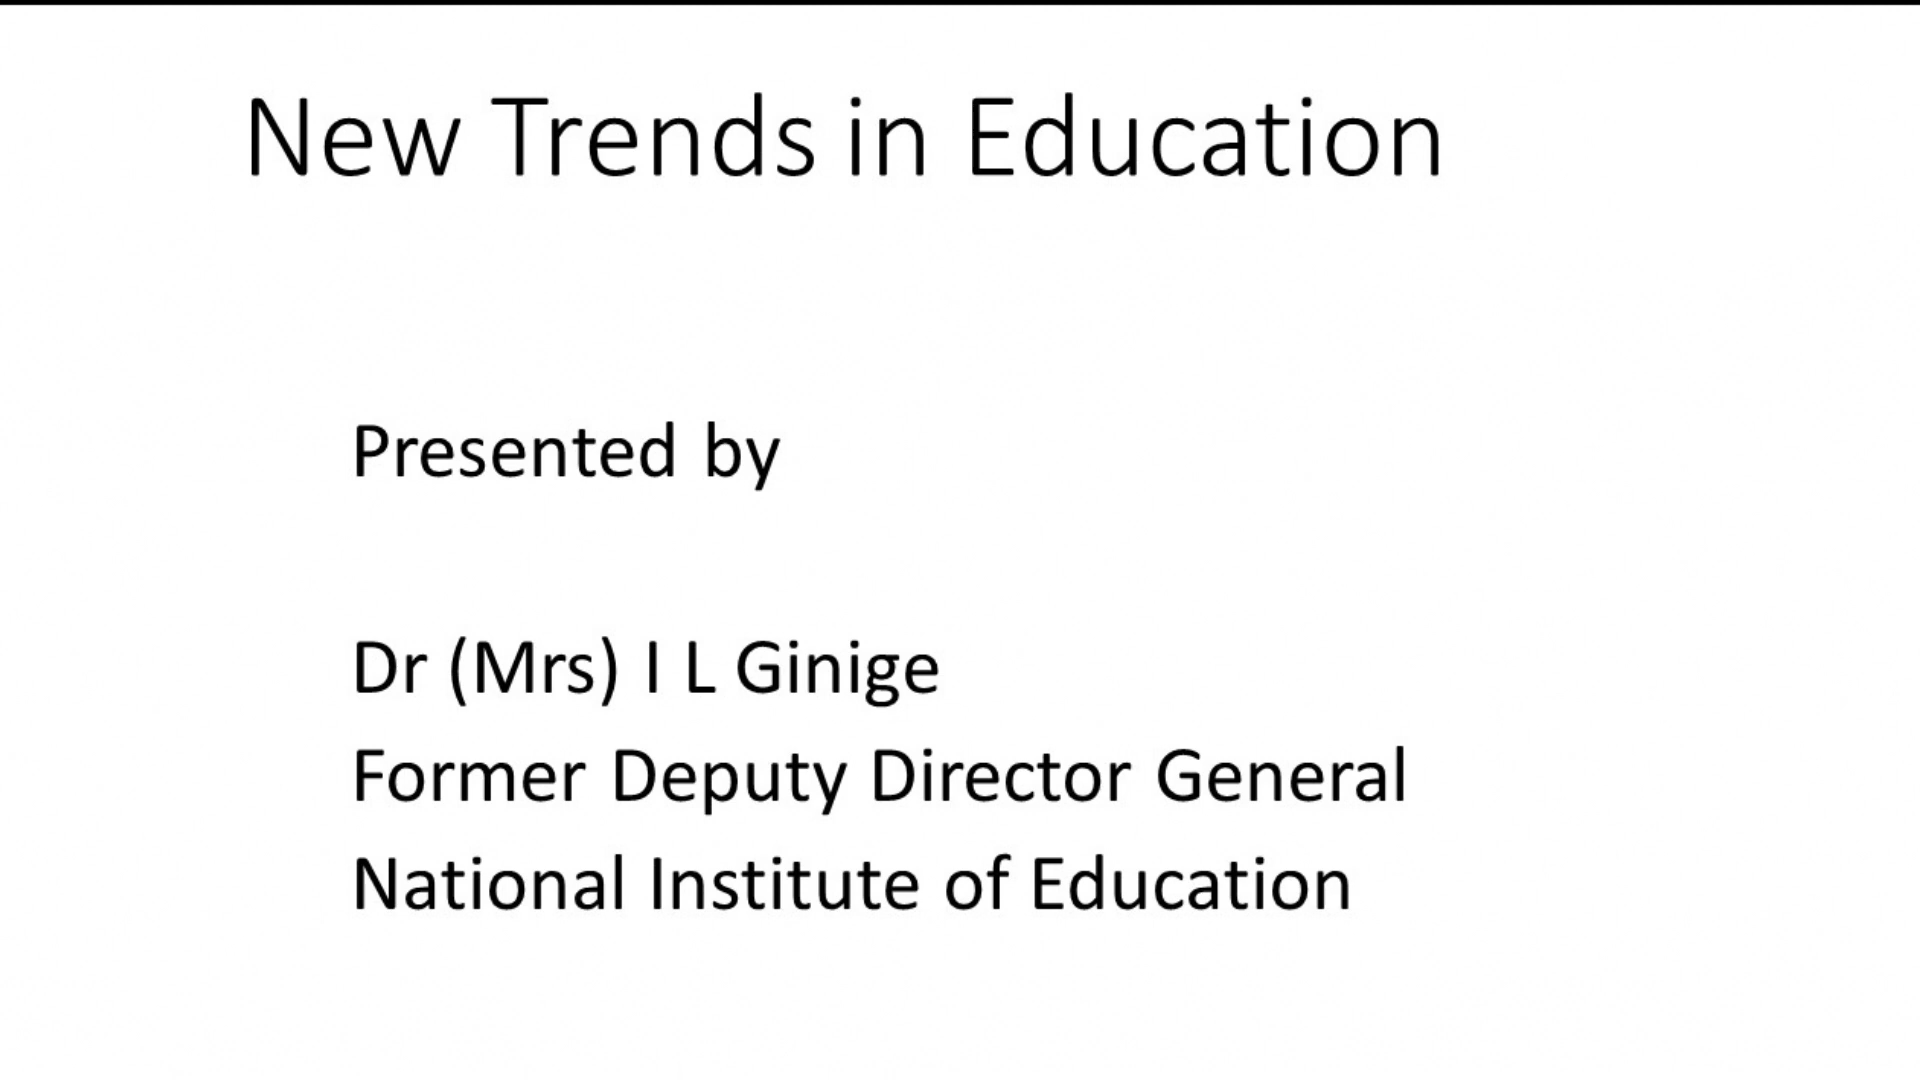 New Trends in Education
Presented by
Dr (Mrs) I L Ginige
Former Deputy Director General
National Institute of Education